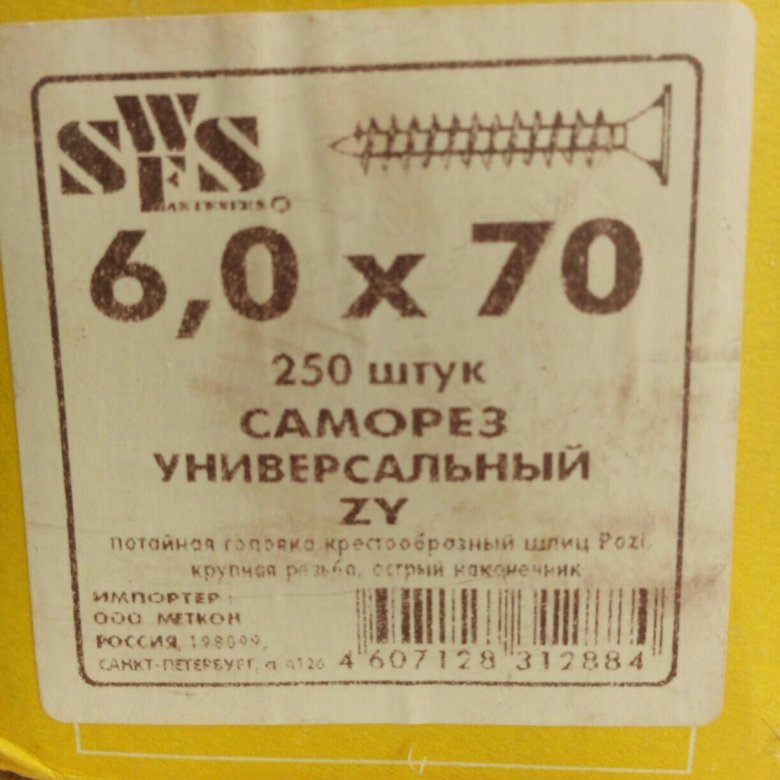 SWFS
FASTENERS
6,0 x 70
250 штук
САМОРЕЗ
УНИВЕРСАЛЬНЫЙ
ZY
потайная головка крестообразный шлиц Pozi,
крупная резьба, острый наконечник
ИМПОРТЕР :
ООО МЕТКОН
РОССИЯ, 198099,
САНКТ-ПЕТЕРБУРГ, а
4 607128 312884